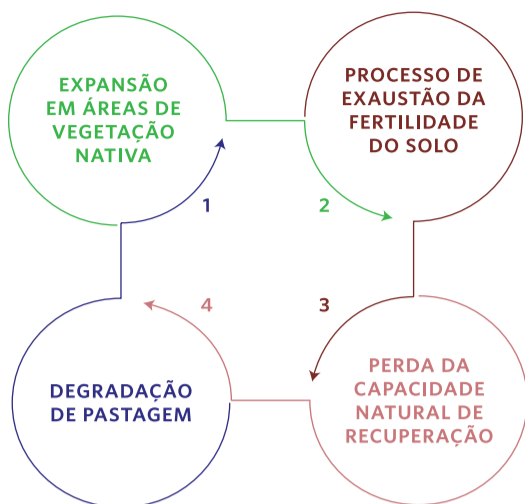 EXPANSÃO
EM ÁREAS DE
VEGETAÇÃO
NATIVA
PROCESSO DE
EXAUSTÃO DA
FERTILIDADE
DO SOLO
1
2
4
3
DEGRADAÇÃO
DE PASTAGEM
PERDA DA
CAPACIDADE
NATURAL DE
RECUPERAÇÃO